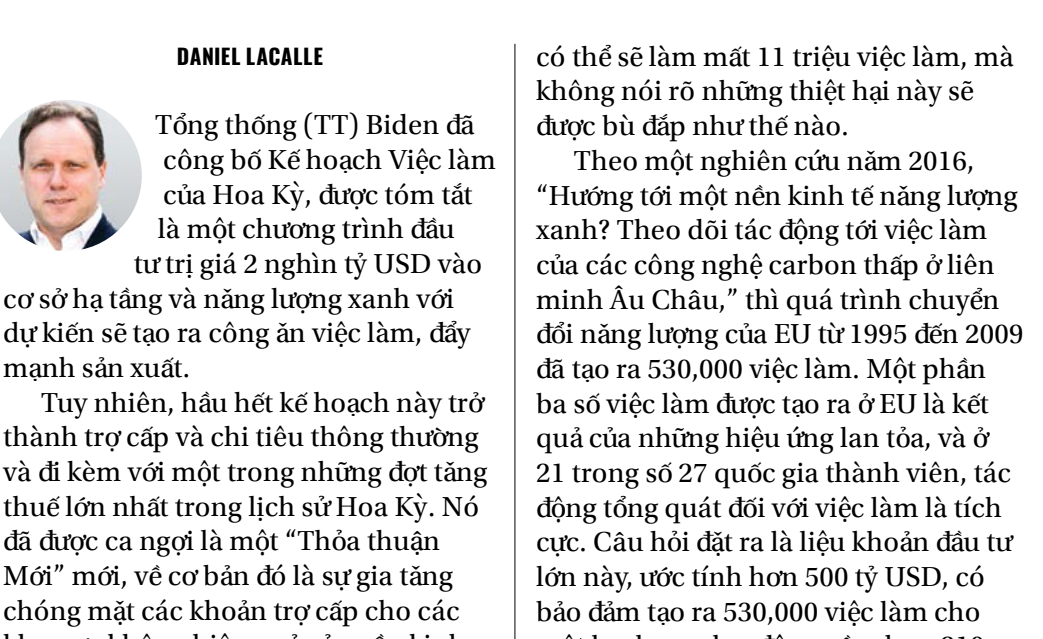 DANIEL LACALLE
Tổng thống (TT) Biden đã
công bố Kế hoạch Việc làm
của Hoa Kỳ, được tóm tắt
là một chương trình đầu
tư trị giá 2 nghìn tỷ USD vào
cơ sở hạ tầng và năng lượng xanh với
dự kiến sẽ tạo ra công ăn việc làm, đẩy
mạnh sản xuất.
Tuy nhiên, hầu hết kế hoạch này trở
thành trợ cấp và chi tiêu thông thường
và đi kèm với một trong những đợt tăng
thuế lớn nhất trong lịch sử Hoa Kỳ. Nó
đã được ca ngợi là một “Thỏa thuận
Mới” mới, về cơ bản đó là sự gia tăng
chóng mặt các khoản trợ cấp cho các
có thể sẽ làm mất 11 triệu việc làm, mà
không nói rõ những thiệt hại này sẽ
được bù đắp như thế nào.
Theo một nghiên cứu năm 2016,
“Hướng tới một nền kinh tế năng lượng
xanh? Theo dõi tác động tới việc làm
của các công nghệ carbon thấp ở liên
minh Âu Châu,” thì quá trình chuyển
đổi năng lượng của EU từ 1995 đến 2009
đã tạo ra 530,000 việc làm. Một phần
ba số việc làm được tạo ra ở EU là kết
quả của những hiệu ứng lan tỏa, và ở
21 trong số 27 quốc gia thành viên, tác
động tổng quát đối với việc làm là tích
cực. Câu hỏi đặt ra là liệu khoản đầu tư
lớn này, ước tính hơn 500 tỷ USD, có
bảo đảm tạo ra 530,000 việc làm cho